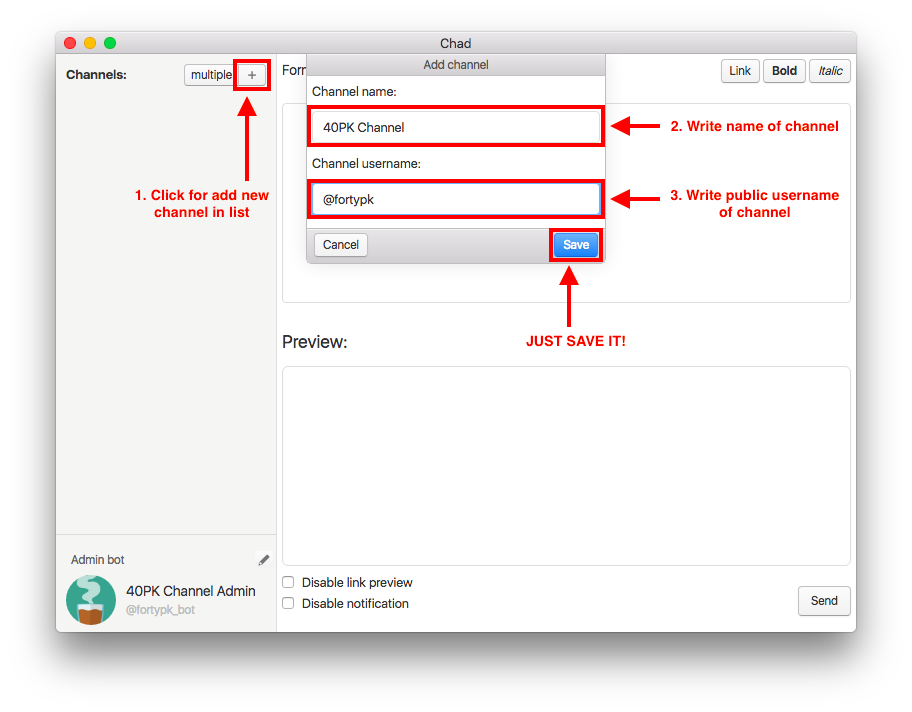 Chad
Channels:
multiple
+
Form
Link
Bold
Italic
Add channel
Channel name:
40PK Channel
2. Write name of channel
Channel username:
@fortypk
1. Click for add new
channel in list
3. Write public username
of channel
Cancel
Save
JUST SAVE IT!
Preview:
Admin bot
40PK Channel Admin
@fortypk_bot
Disable link preview
Disable notification
Send